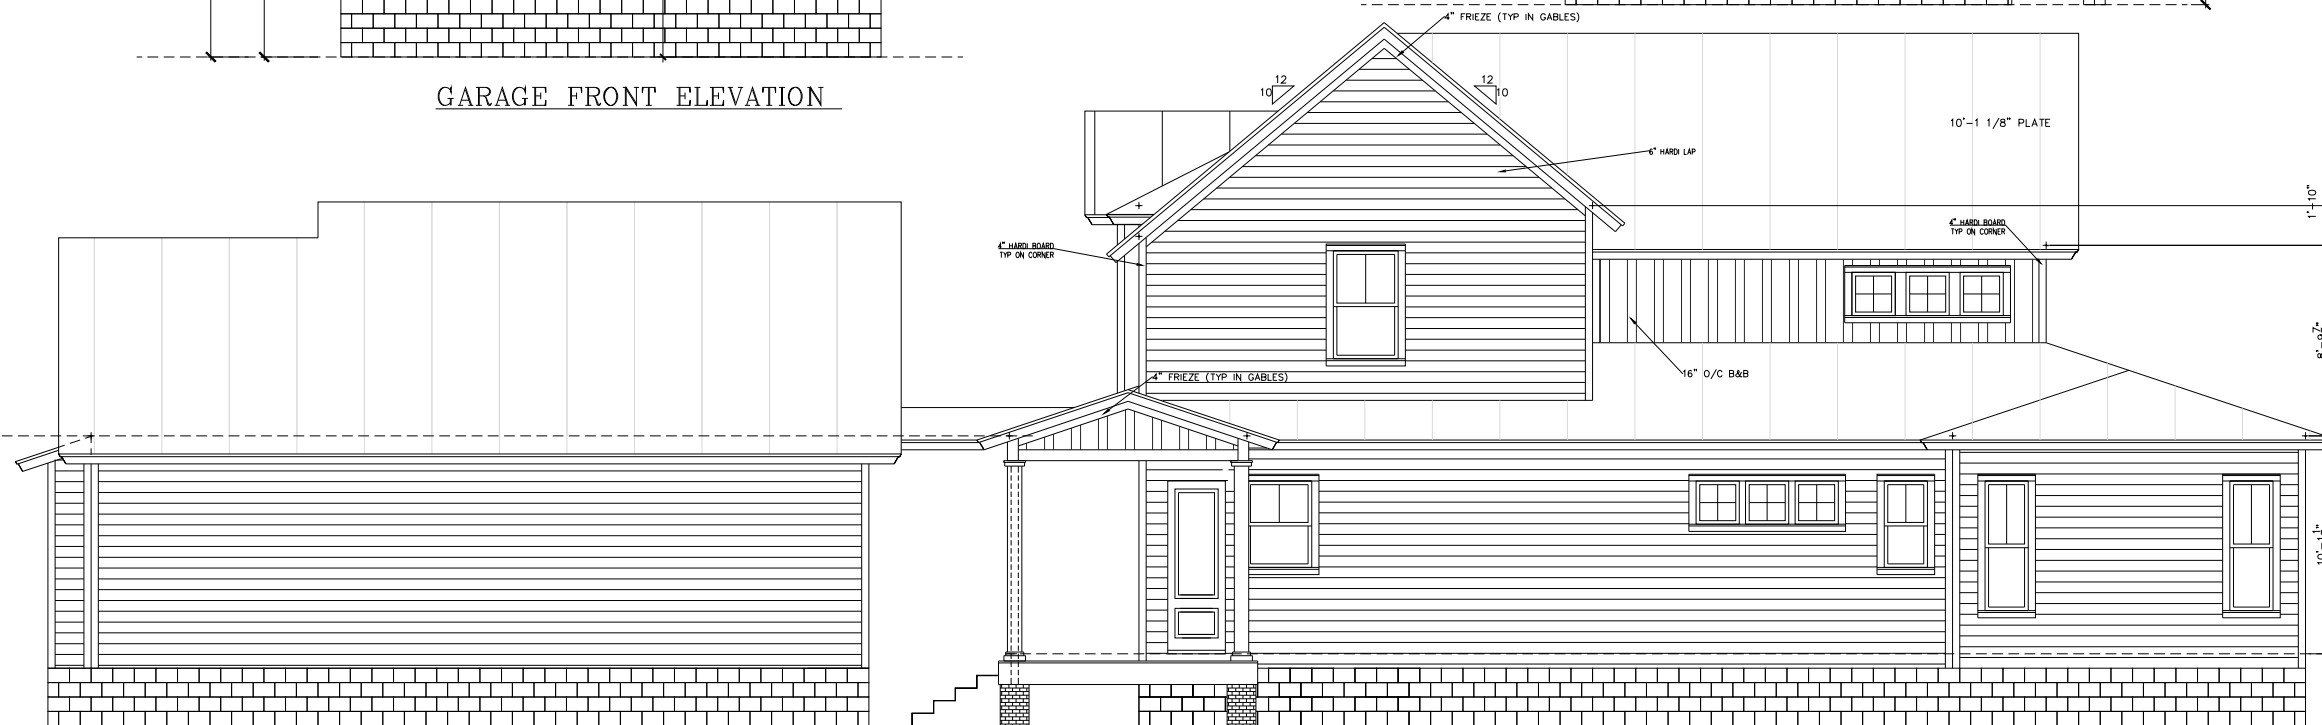 4" FRIEZE (TYP IN GABLES)
GARAGE FRONT ELEVATION
12
10
12
10
10'-1 1/8" PLATE
6" HARDI LAP
1'-10"
4" HARDI BOARD
TYP ON CORNER
4" HARDI BOARD
TYP ON CORNER
16" O/C B&B
4" FRIEZE (TYP IN GABLES)